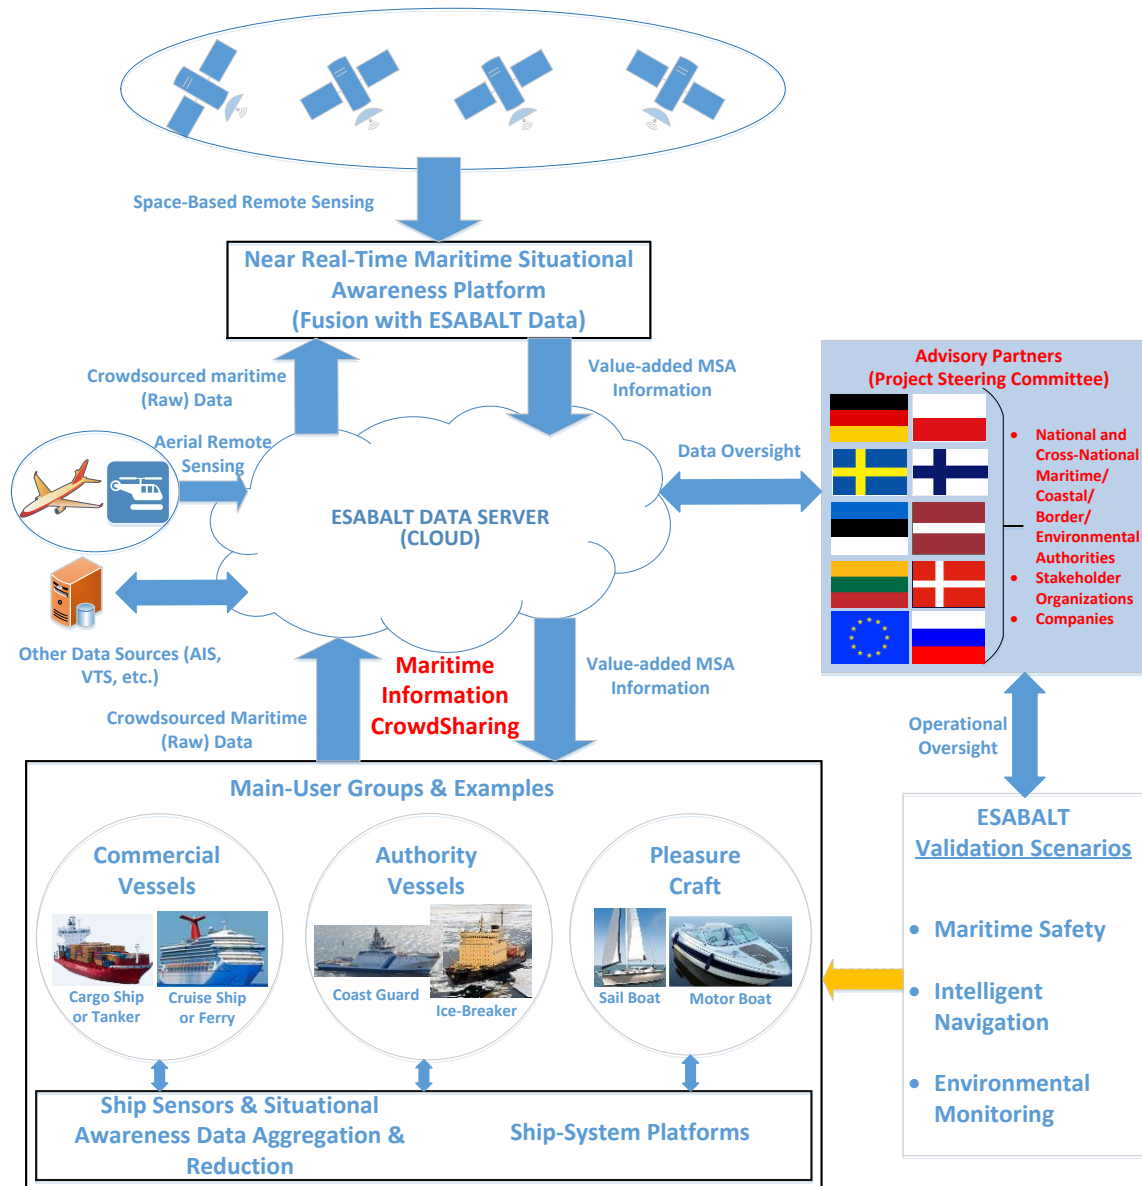 Space-Based Remote Sensing
Near Real-Time Maritime Situational
Awareness Platform
(Fusion with ESABALT Data)
Crowdsourced maritime
(Raw) Data
Value-added MSA
Information
Advisory Partners
(Project Steering Committee)
• National and
Cross-National
Maritime/
Coastal/
Border/
Environmental
Authorities
• Stakeholder
Organizations
• Companies
Aerial Remote
Sensing
Data Oversight
ESABALT DATA SERVER
(CLOUD)
Other Data Sources (AIS,
VTS, etc.)
Maritime
Information
CrowdSharing
Value-added MSA
Information
Crowdsourced Maritime
(Raw) Data
Operational
Oversight
Main-User Groups & Examples
Commercial
Vessels
Cargo Ship
or Tanker
Cruise Ship
or Ferry
Authority
Vessels
Coast Guard
Ice-Breaker
Pleasure
Craft
Sail Boat
Motor Boat
ESABALT
Validation Scenarios
• Maritime Safety
• Intelligent
Navigation
• Environmental
Monitoring
Ship Sensors & Situational
Awareness Data Aggregation &
Reduction
Ship-System Platforms